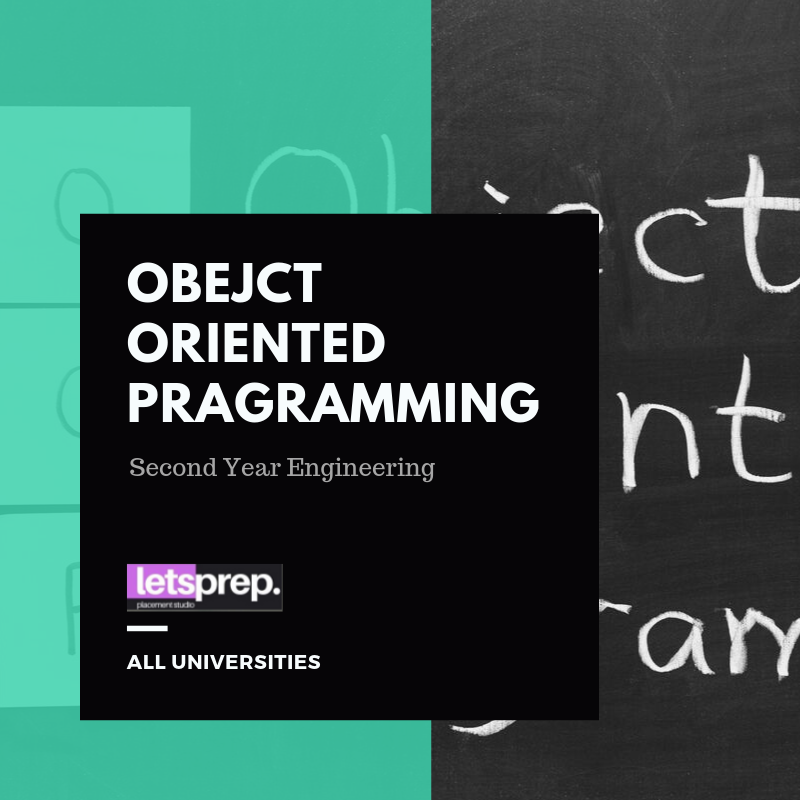 OBEJCT
ORIENTED
PRAGRAMMING
Second Year Engineering
letsprep.
placement studio
ALL UNIVERSITIES